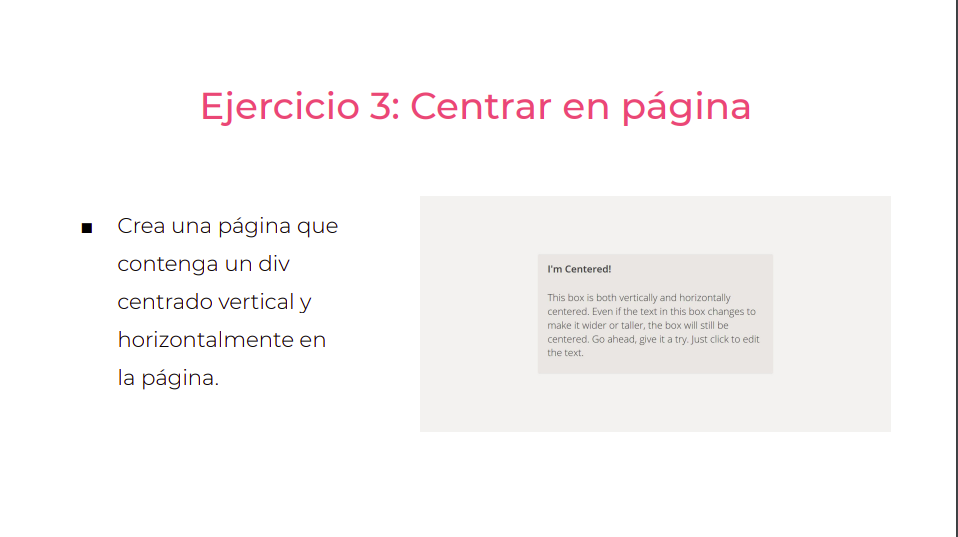 Ejercicio 3: Centrar en página
■ Crea una página que
contenga un div
centrado vertical y
horizontalmente en
la página.
I'm Centered!
This box is both vertically and horizontally
centered. Even if the text in this box changes to
make it wider or taller, the box will still be
centered. Go ahead, give it a try. Just click to edit
the text.